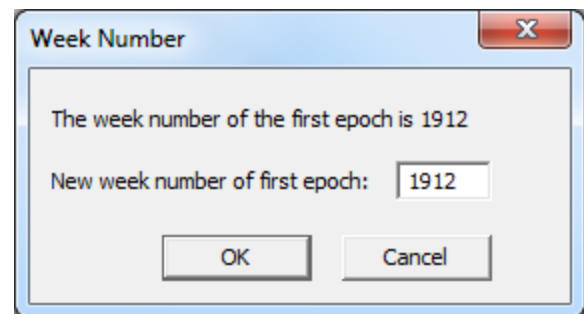 Week Number
The week number of the first epoch is 1912
New week number of first epoch: 1912
OK Cancel